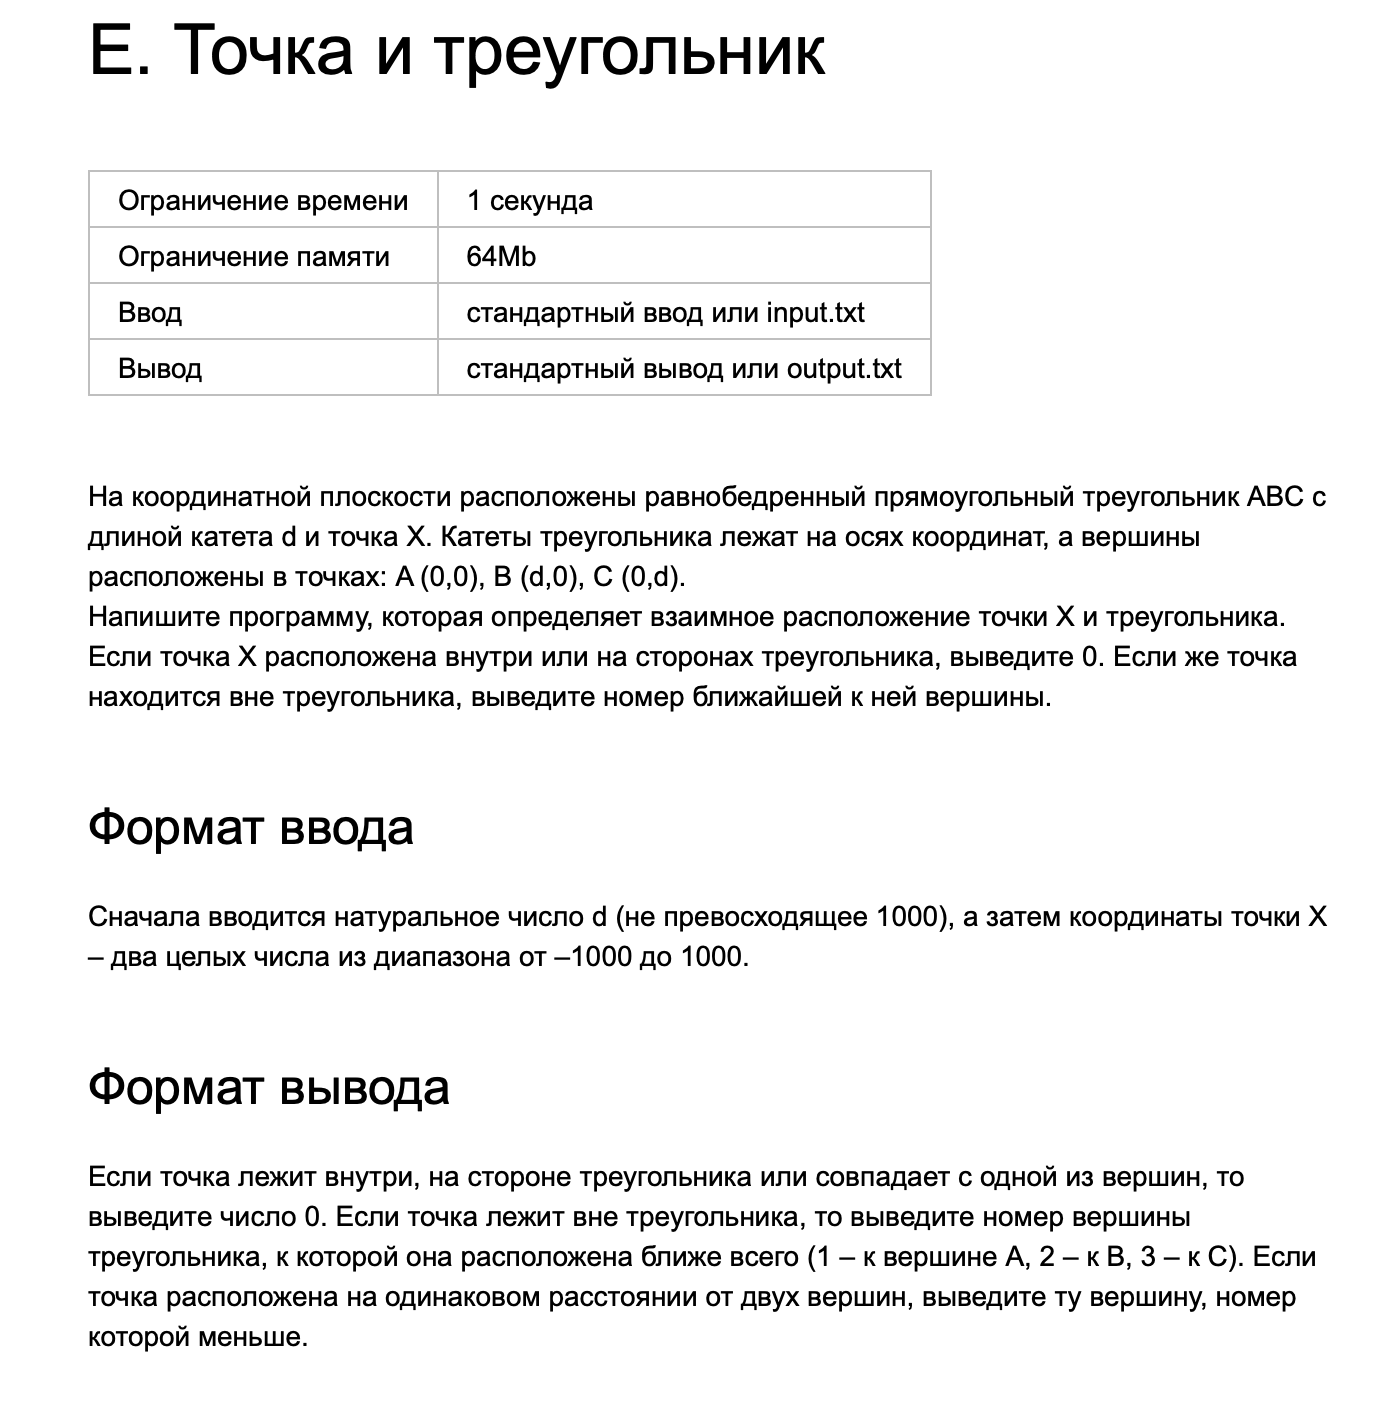 E. Точка и треугольник
Ограничение времени 1 секунда
Ограничение памяти 64Mb
Ввод стандартный ввод или input.txt
Вывод стандартный вывод или output.txt
На координатной плоскости расположены равнобедренный прямоугольный треугольник ABC с
длиной катета d и точка X. Катеты треугольника лежат на осях координат, а вершины
расположены в точках: A (0,0), B (d,0), C (0,d).
Напишите программу, которая определяет взаимное расположение точки X и треугольника.
Если точка X расположена внутри или на сторонах треугольника, выведите 0. Если же точка
находится вне треугольника, выведите номер ближайшей к ней вершины.
Формат ввода
Сначала вводится натуральное число d (не превосходящее 1000), а затем координаты точки X
– два целых числа из диапазона от –1000 до 1000.
Формат вывода
Если точка лежит внутри, на стороне треугольника или совпадает с одной из вершин, то
выведите число 0. Если точка лежит вне треугольника, то выведите номер вершины
треугольника, к которой она расположена ближе всего (1 – к вершине A, 2 – к B, 3 – к C). Если
точка расположена на одинаковом расстоянии от двух вершин, выведите ту вершину, номер
которой меньше.